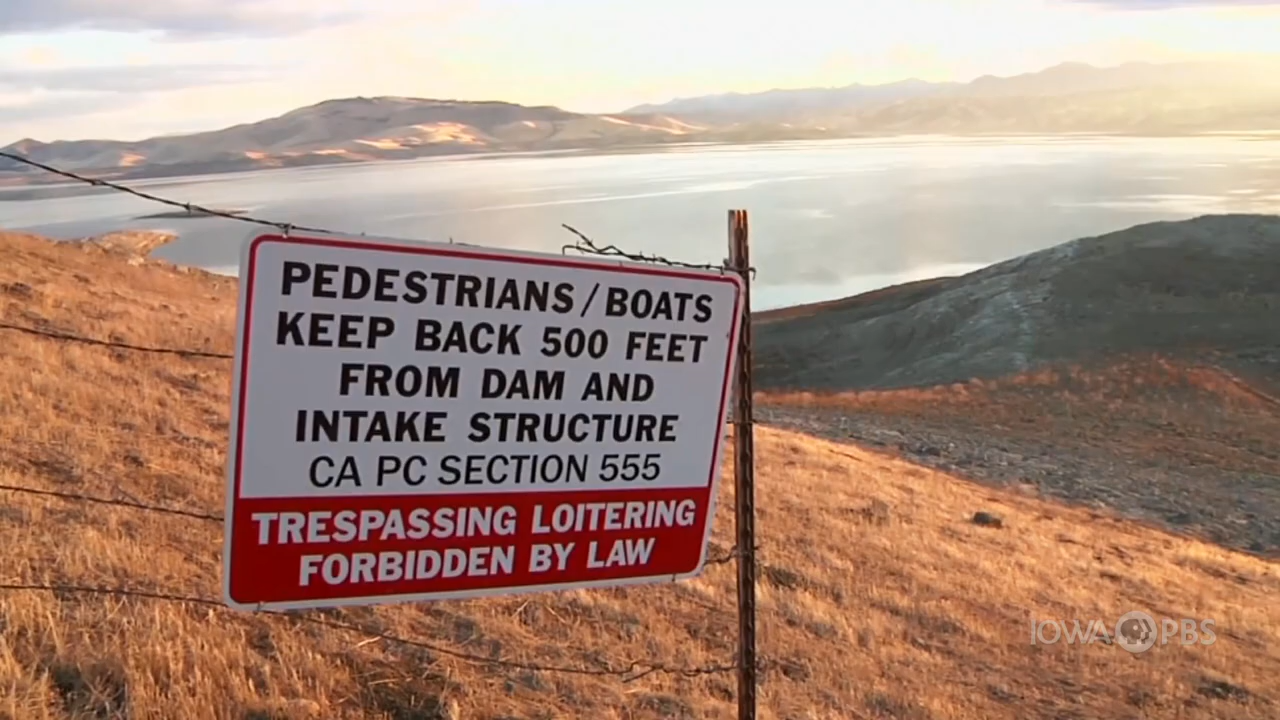 PEDESTRIANS/BOATS
KEEP BACK 500 FEET
FROM DAM AND
INTAKE STRUCTURE
CA PC SECTION 555
TRESPASSING LOITERING
FORBIDDEN BY LAW
IOWA PBS